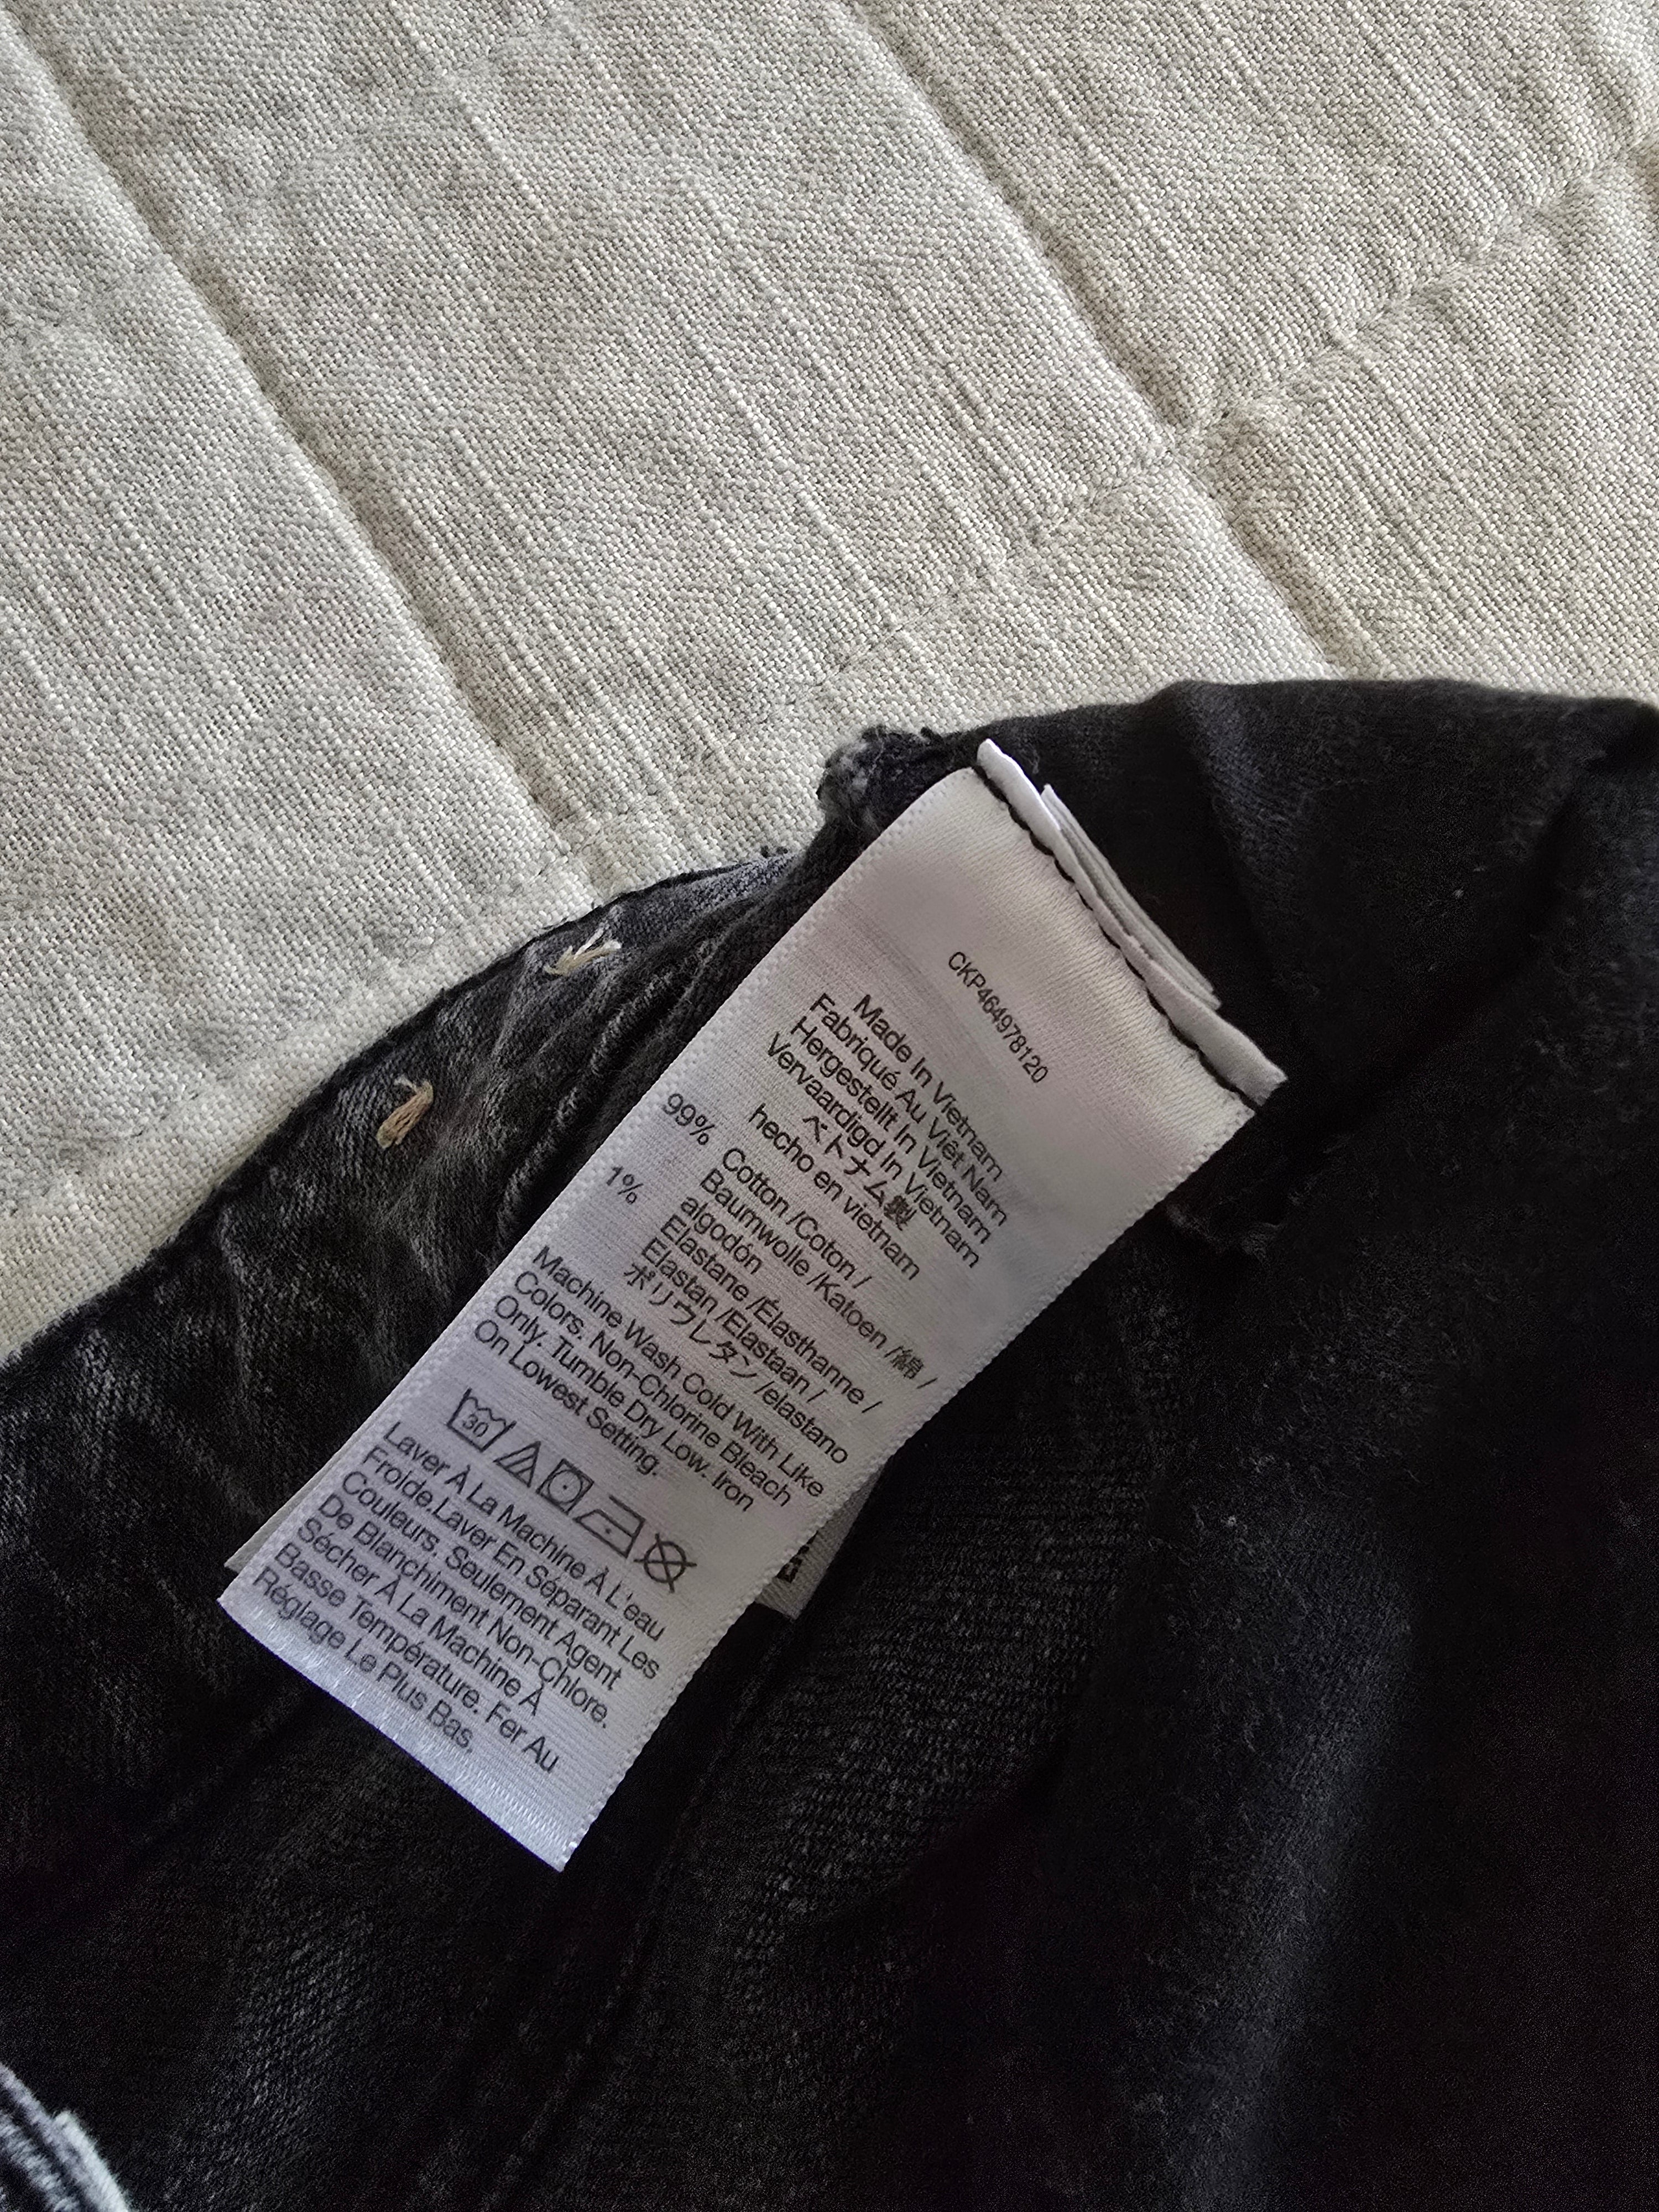 CKP464978120
Made In Vietnam
Fabriqué Au Viêt Nam
Hergestellt In Vietnam
Vervaardigd In Vietnam
ベトナム製
hecho en vietnam
99% Cotton /Coton /
Baumwolle /Katoen /綿 /
algodón
1% Elastane /Élasthanne /
Elastan /Elastaan /
ポリウレタン /elastano
Machine Wash Cold With Like
Colors. Non-Chlorine Bleach
Only. Tumble Dry Low. Iron
On Lowest Setting.
30
Laver À La Machine À L'eau
Froide.Laver En Séparant Les
Couleurs. Seulement Agent
De Blanchiment Non-Chlore.
Sécher À La Machine À
Basse Température. Fer Au
Réglage Le Plus Bas.